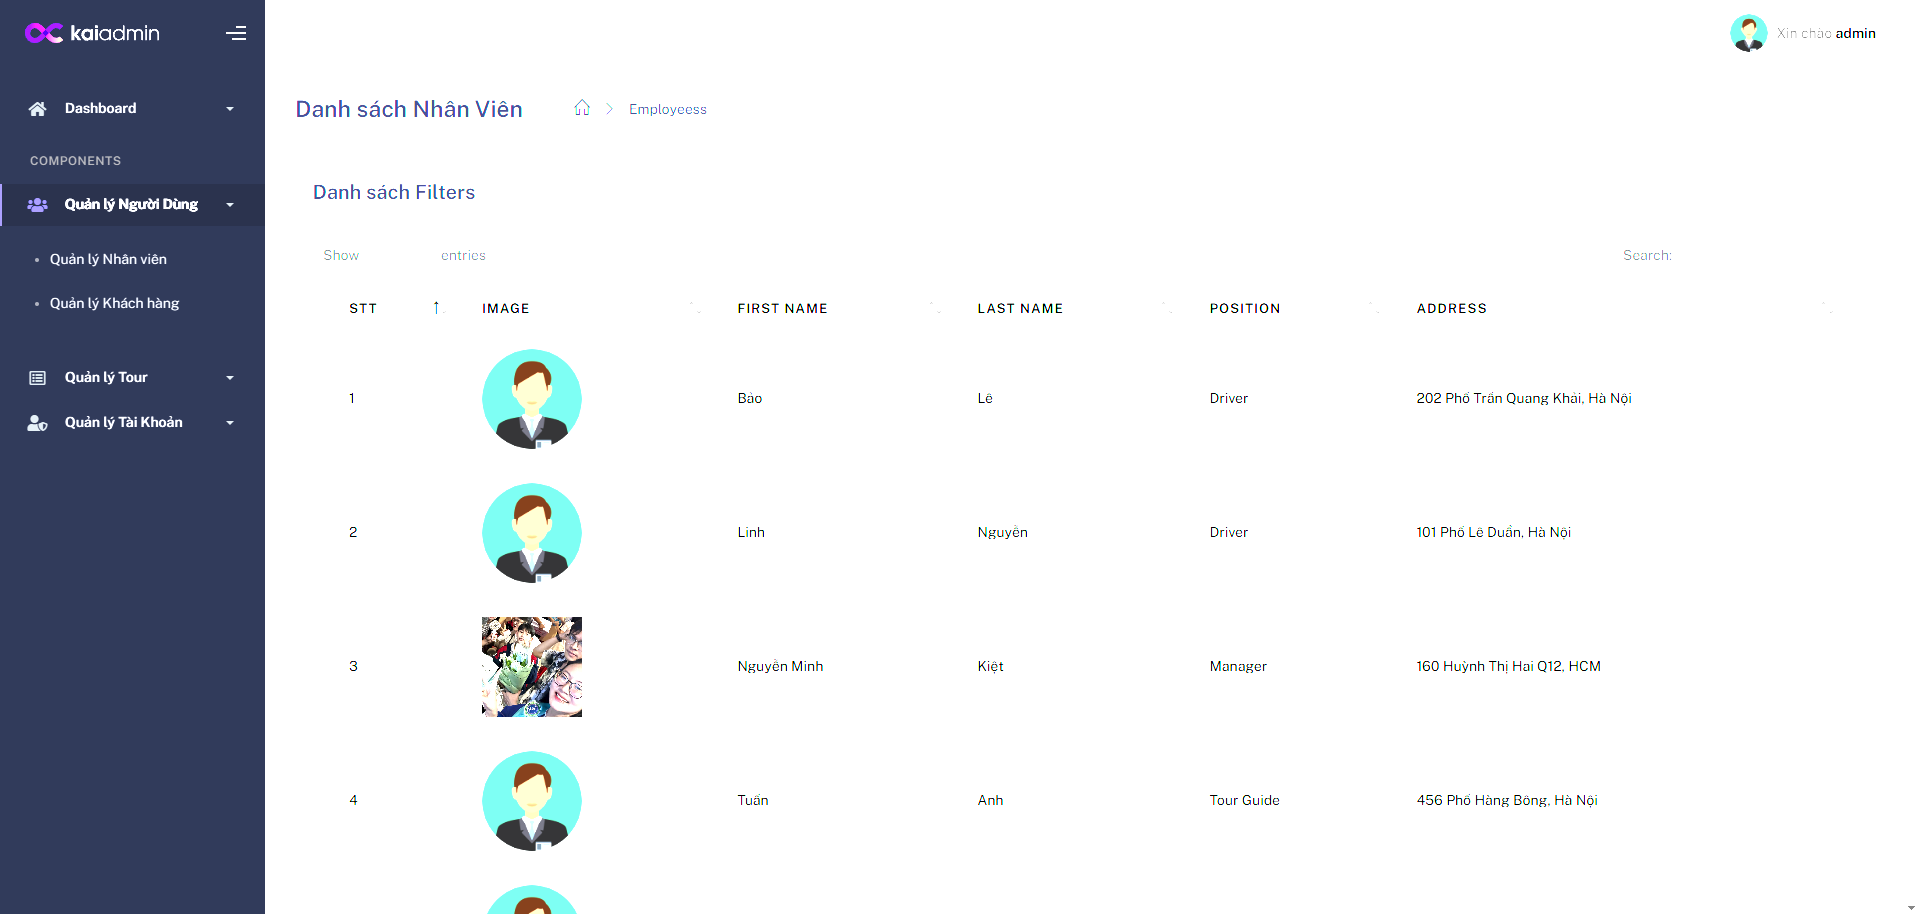 kaiadmin
Xin chào admin
Dashboard
COMPONENTS
Quản lý Người Dùng
Quản lý Nhân viên
Quản lý Khách hàng
Quản lý Tour
Quản lý Tài Khoản
Danh sách Nhân Viên
Employeess
Danh sách Filters
Show entries
Search:
STT IMAGE FIRST NAME LAST NAME POSITION ADDRESS
1 Bảo Lê Driver 202 Phố Trần Quang Khải, Hà Nội
2 Linh Nguyễn Driver 101 Phố Lê Duẩn, Hà Nội
3 Nguyễn Minh Kiệt Manager 160 Huỳnh Thị Hai Q12, HCM
4 Tuấn Anh Tour Guide 456 Phố Hàng Bông, Hà Nội